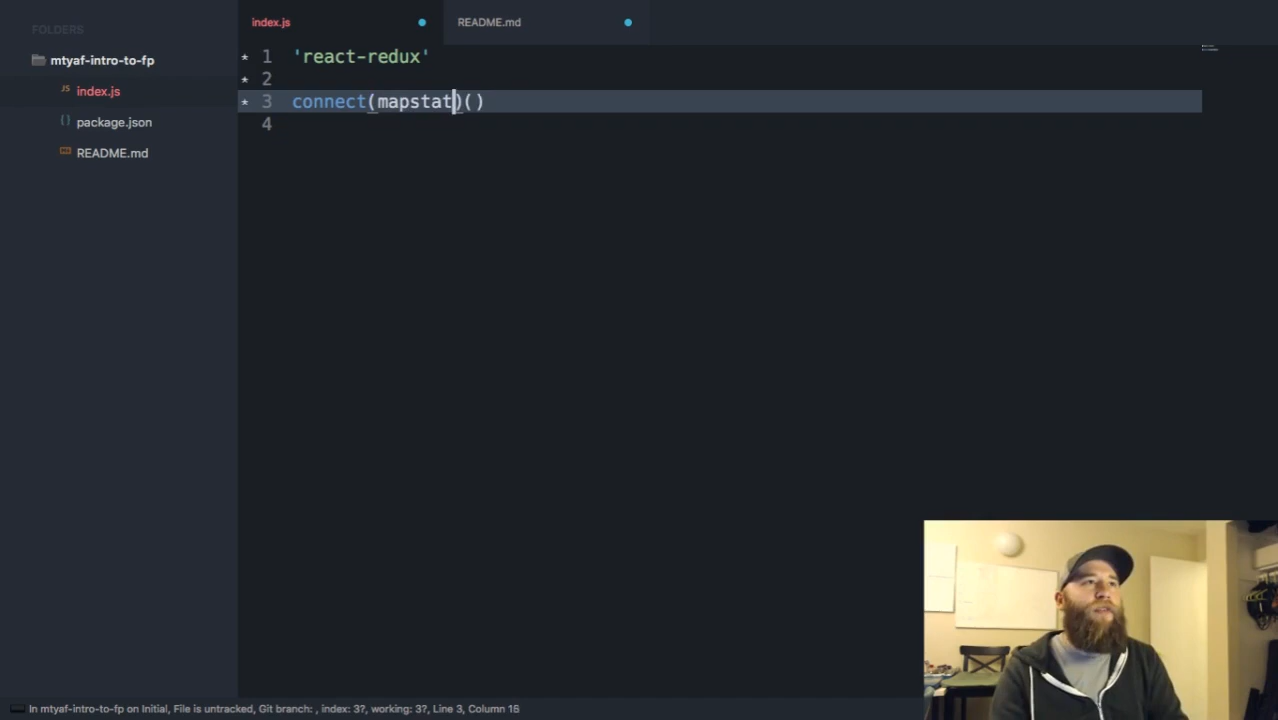 FOLDERS
mtyaf-intro-to-fp
JS index.js
package.json
README.md
index.js
README.md
* 1 'react-redux'
* 2
* 3 connect(mapstat)()
4
In mtyaf-intro-to-fp on Initial, File is untracked, Git branch: , index: 3?, working: 3?, Line 3, Column 16